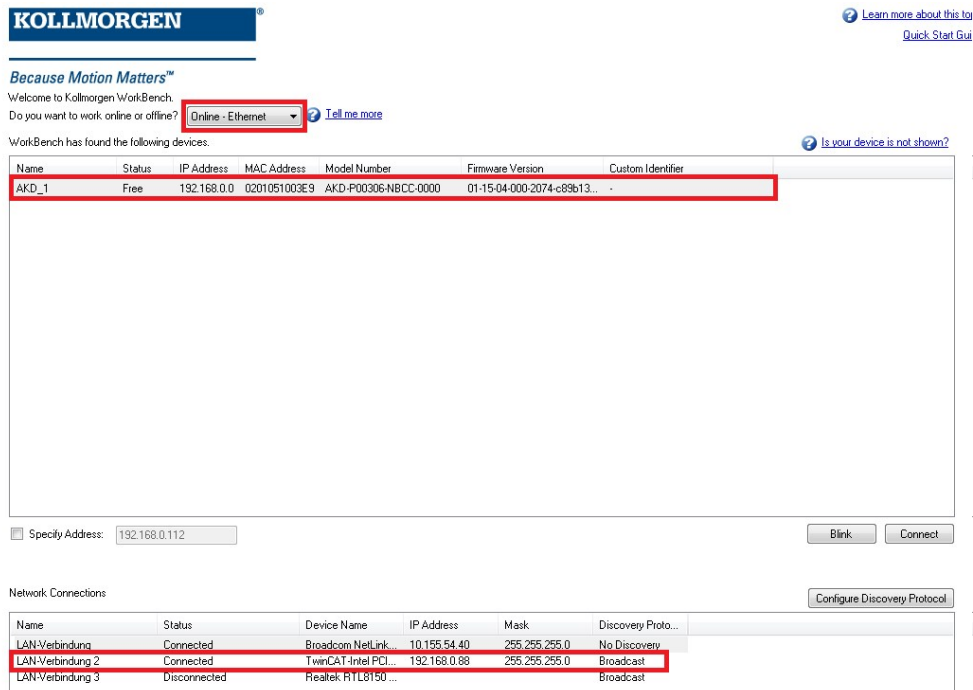 KOLLMORGEN®
Learn more about this to
Quick Start Gui
Because Motion Matters™
Welcome to Kollmorgen WorkBench.
Do you want to work online or offline? Online - Ethernet Tell me more
WorkBench has found the following devices. Is your device is not shown?
Name Status IP Address MAC Address Model Number Firmware Version Custom Identifier
AKD_1 Free 192.168.0.0 0201051003E9 AKD-P00306-NBCC-0000 01-15-04-000-2074-c89b13... -
Specify Address: 192.168.0.112 Blink Connect
Network Connections Configure Discovery Protocol
Name Status Device Name IP Address Mask Discovery Proto...
LAN-Verbindung Connected Broadcom NetLink... 10.155.54.40 255.255.255.0 No Discovery
LAN-Verbindung 2 Connected TwinCAT-Intel PCI... 192.168.0.88 255.255.255.0 Broadcast
LAN-Verbindung 3 Disconnected Realtek RTL8150 ... Broadcast